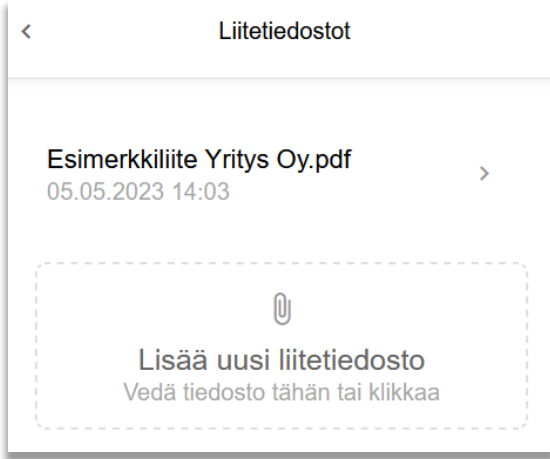 Liitetiedostot
Esimerkkiliite Yritys Oy.pdf
05.05.2023 14:03
Lisää uusi liitetiedosto
Vedä tiedosto tähän tai klikkaa